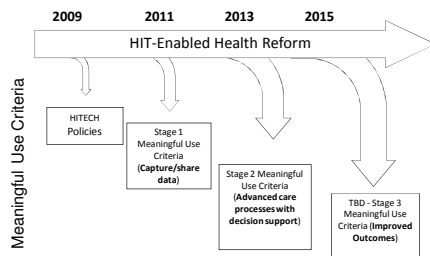 2009 2011 2013 2015
HIT-Enabled Health Reform
Meaningful Use Criteria
HITECH
Policies
Stage 1
Meaningful Use
Criteria
(Capture/share
data)
Stage 2 Meaningful
Use Criteria
(Advanced care
processes with
decision support)
TBD - Stage 3
Meaningful Use
Criteria (Improved
Outcomes)